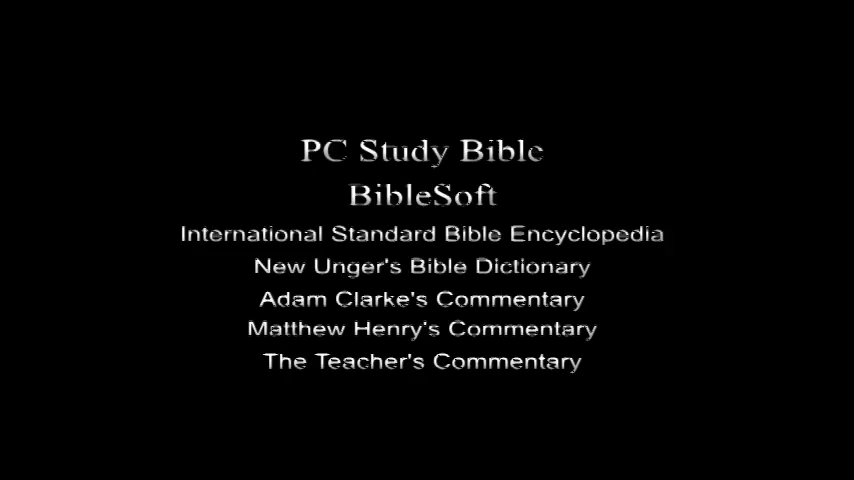 PC Study Bible
BibleSoft
International Standard Bible Encyclopedia
New Unger's Bible Dictionary
Adam Clarke's Commentary
Matthew Henry's Commentary
The Teacher's Commentary